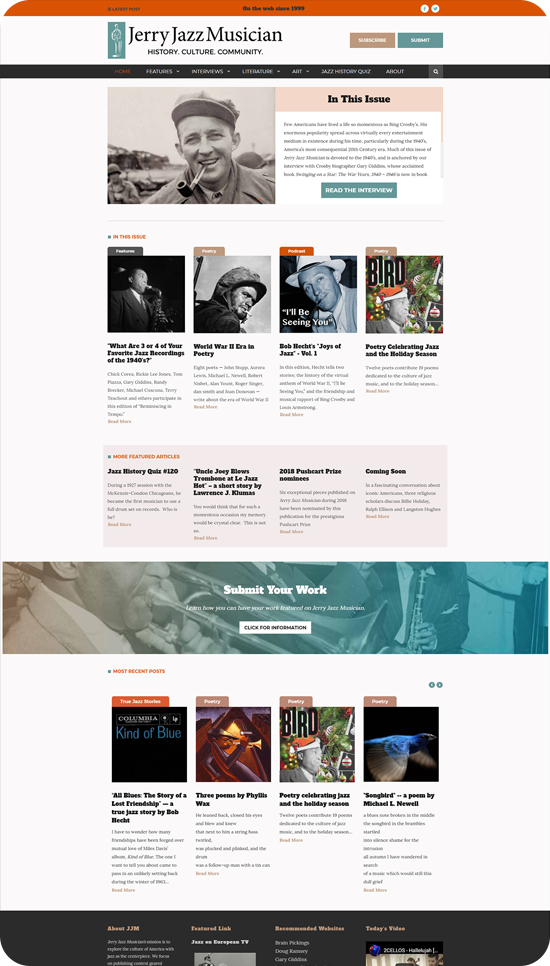 LATEST POST
On the web since 1999
Jerry Jazz Musician
HISTORY. CULTURE. COMMUNITY.
SUBSCRIBE
SUBMIT
HOME FEATURES INTERVIEWS LITERATURE ART JAZZ HISTORY QUIZ ABOUT
In This Issue
Few Americans have lived a life so momentous as Bing Crosby's. His
enormous popularity spread across virtually every entertainment
medium in existence during his time, particularly during the 1940's,
America's most consequential 20th Century era. Much of this issue of
Jerry Jazz Musician is devoted to the 1940's, and is anchored by our
interview with Crosby biographer Gary Giddins, whose acclaimed
book Swinging on a Star: The War Years, 1940 – 1946 is now in book
READ THE INTERVIEW
IN THIS ISSUE
Features
"What Are 3 or 4 of Your
Favorite Jazz Recordings
of the 1940's?"
Chick Corea, Rickie Lee Jones, Tom
Piazza, Gary Giddins, Randy
Brecker, Michael Cuscuna, Terry
Teachout and others participate in
this edition of "Reminiscing in
Tempo."
Read More
Poetry
World War II Era in
Poetry
Eight poets — John Stupp, Aurora
Lewis, Michael L. Newell, Robert
Nisbet, Alan Yount, Roger Singer,
dan smith and Joan Donovan —
write about the era of World War II
Read More
Podcast
"I'll Be
Seeing You"
Bob Hecht's "Joys of
Jazz" - Vol. 1
In this edition, Hecht tells two
stories; the history of the virtual
anthem of World War II, "I'll Be
Seeing You," and the friendship and
musical rapport of Bing Crosby and
Louis Armstrong.
Read More
Poetry
BIRD
Poetry Celebrating Jazz
and the Holiday Season
Twelve poets contribute 19 poems
dedicated to the culture of jazz
music, and to the holiday season...
Read More
MORE FEATURED ARTICLES
Jazz History Quiz #120
During a 1927 session with the
McKenzie-Condon Chicagoans, he
became the first musician to use a
full drum set on records. Who is
he?
Read More
"Uncle Joey Blows
Trombone at Le Jazz
Hot" – a short story by
Lawrence J. Klumas
You would think that for such a
momentous occasion my memory
would be crystal clear. This is not
so.
Read More
2018 Pushcart Prize
nominees
Six exceptional pieces published on
Jerry Jazz Musician during 2018
have been nominated by this
publication for the prestigious
Pushcart Prize
Read More
Coming Soon
In a fascinating conversation about
iconic Americans, three religious
scholars discuss Billie Holiday,
Ralph Ellison and Langston Hughes
Read More
Submit Your Work
Learn how you can have your work featured on Jerry Jazz Musician.
CLICK FOR INFORMATION
MOST RECENT POSTS
True Jazz Stories
COLUMBIA
Kind of Blue
"All Blues: The Story of a
Lost Friendship" — a
true jazz story by Bob
Hecht
I have to wonder how many
friendships have been forged over
mutual love of Miles Davis'
album, Kind of Blue. The one I
want to tell you about came to
pass in an unlikely setting back
during the winter of 1963...
Read More
Poetry
Three poems by Phyllis
Wax
He leaned back, closed his eyes
and blew and knew
that next to him a string bass
twirled,
was plucked and plinked, and the
drum
was a follow-up man with a tin can
Read More
Poetry
BIRD
Poetry celebrating jazz
and the holiday season
Twelve poets contribute 19 poems
dedicated to the culture of jazz
music, and to the holiday season...
Read More
Poetry
"Songbird" -- a poem by
Michael L. Newell
a blues note broken in the middle
the songbird in the brambles
startled
into silence shame for the
intrusion
all autumn I have wandered in
search
of a music which would still this
dull grief
Read More
About JJM
Jerry Jazz Musician's mission is to
explore the culture of America with
jazz as the centerpiece. We focus
on publishing content geared
Featured Link
Jazz on European TV
Recommended Websites
Brain Pickings
Doug Ramsey
Gary Giddins
Today's Video
2CELLOS - Hallelujah [...